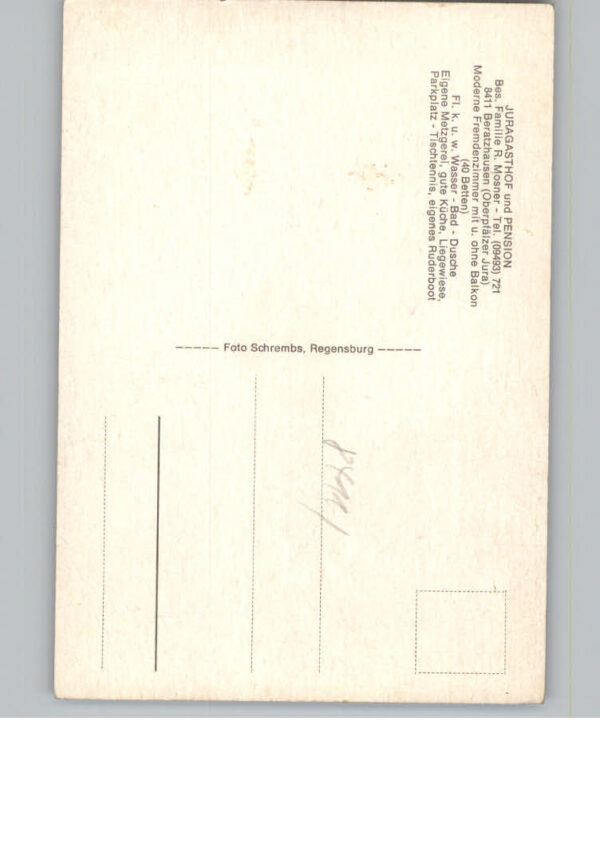 JURAGASTHOF und PENSION
Bes. Familie R. Mosner - Tel. (09493) 721
8411 Beratzhausen (Oberpfälzer Jura)
Moderne Fremdenzimmer mit u. ohne Balkon
(40 Betten)
Fl. k. u. w. Wasser - Bad - Dusche
Eigene Metzgerei, gute Küche, Liegewiese,
Parkplatz - Tischtennis, eigenes Ruderboot
Foto Schrembs, Regensburg
8411